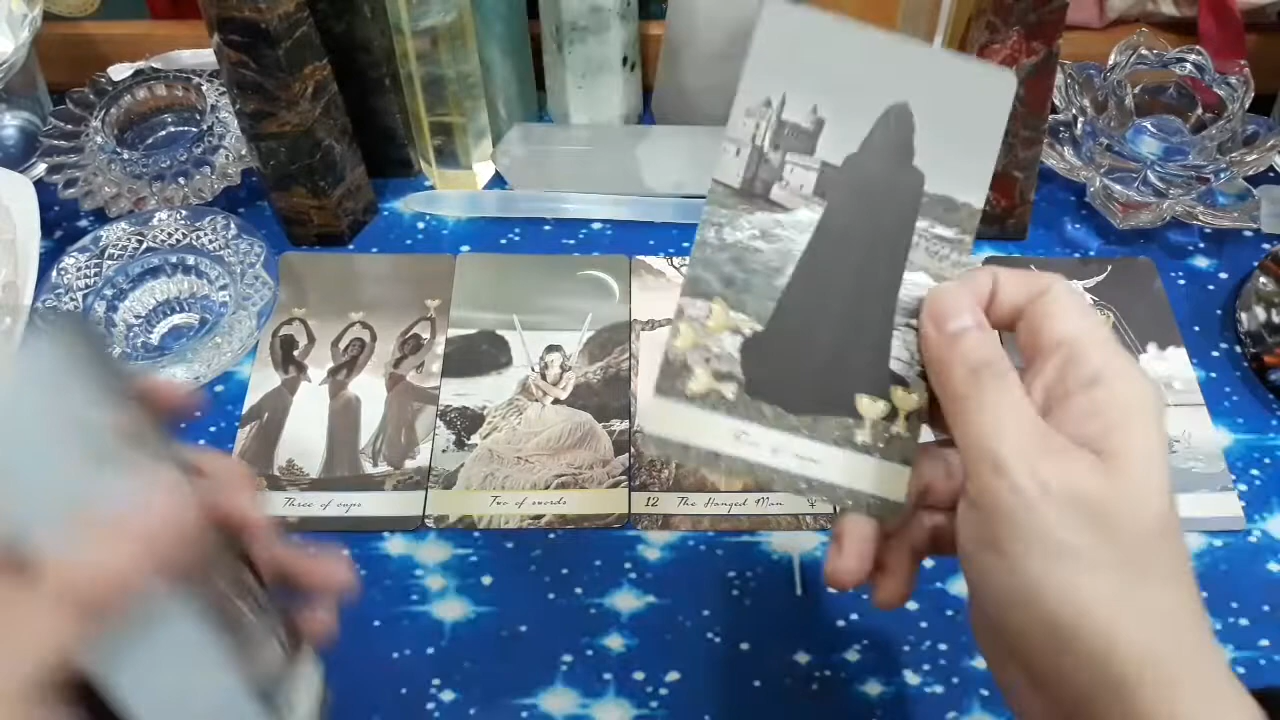 Three of cups
Two of swords
12 The Hanged Man ♆